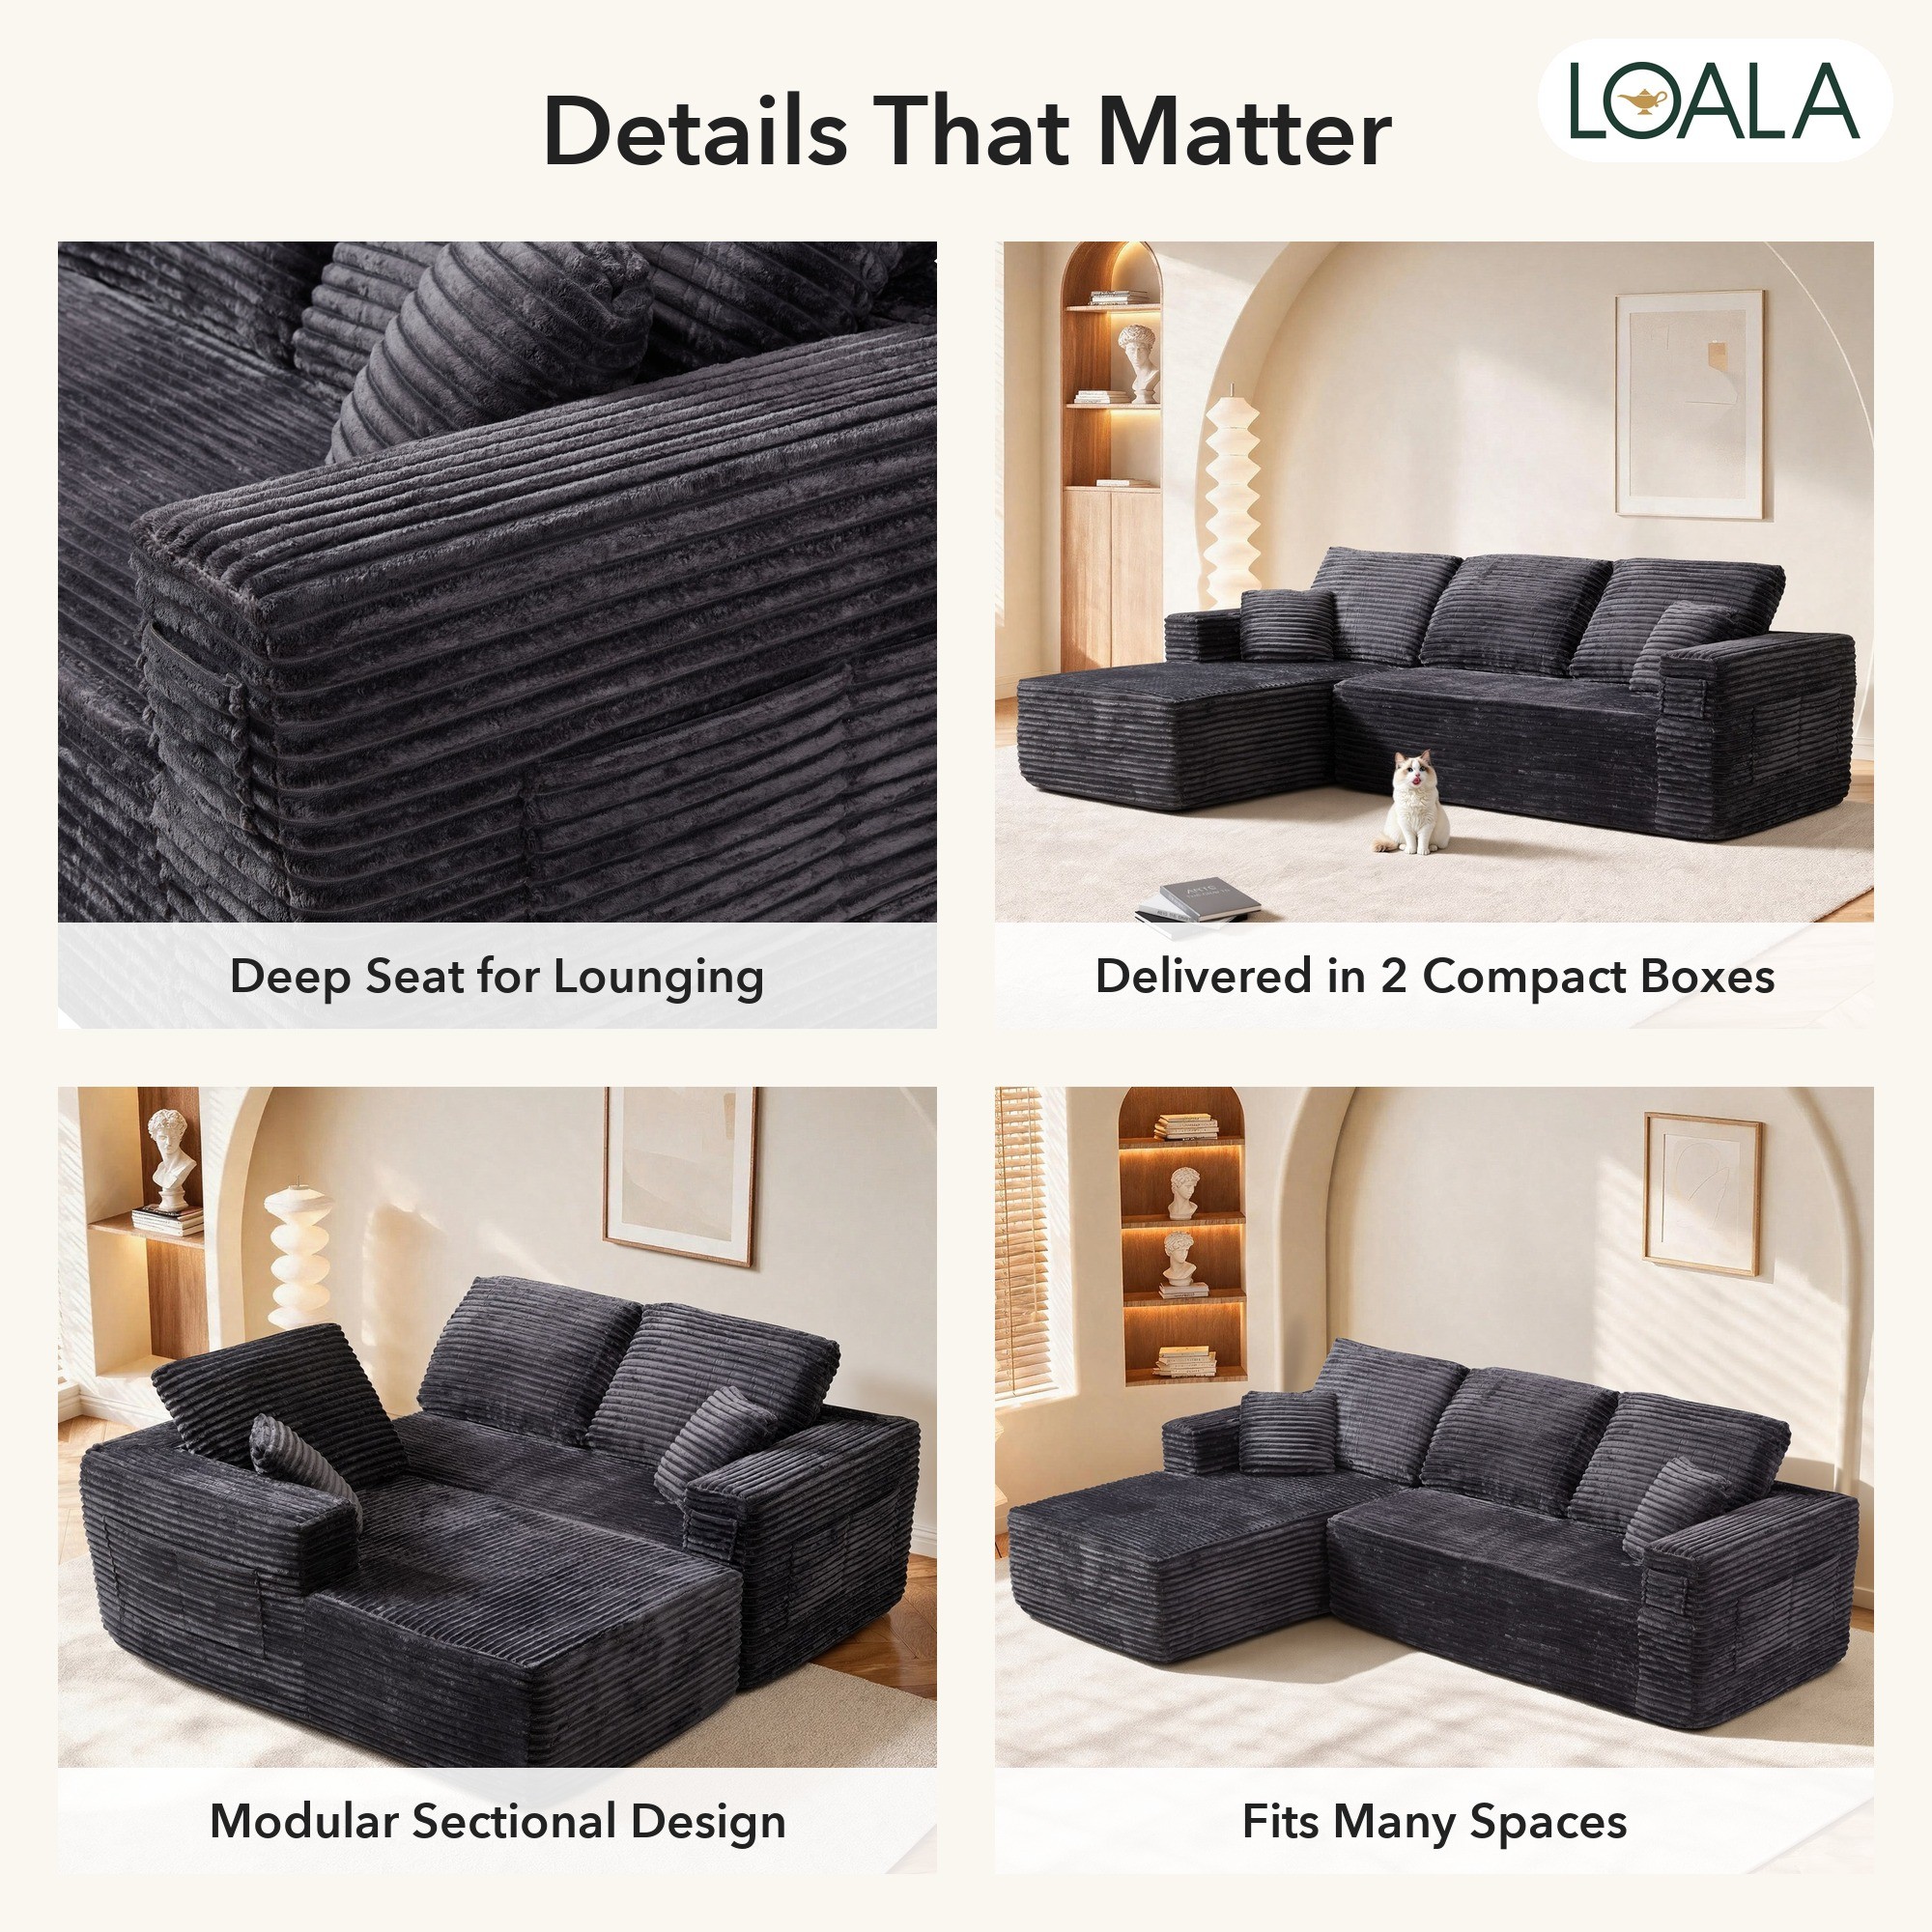 LOALA
Details That Matter
Deep Seat for Lounging
Delivered in 2 Compact Boxes
Modular Sectional Design
Fits Many Spaces